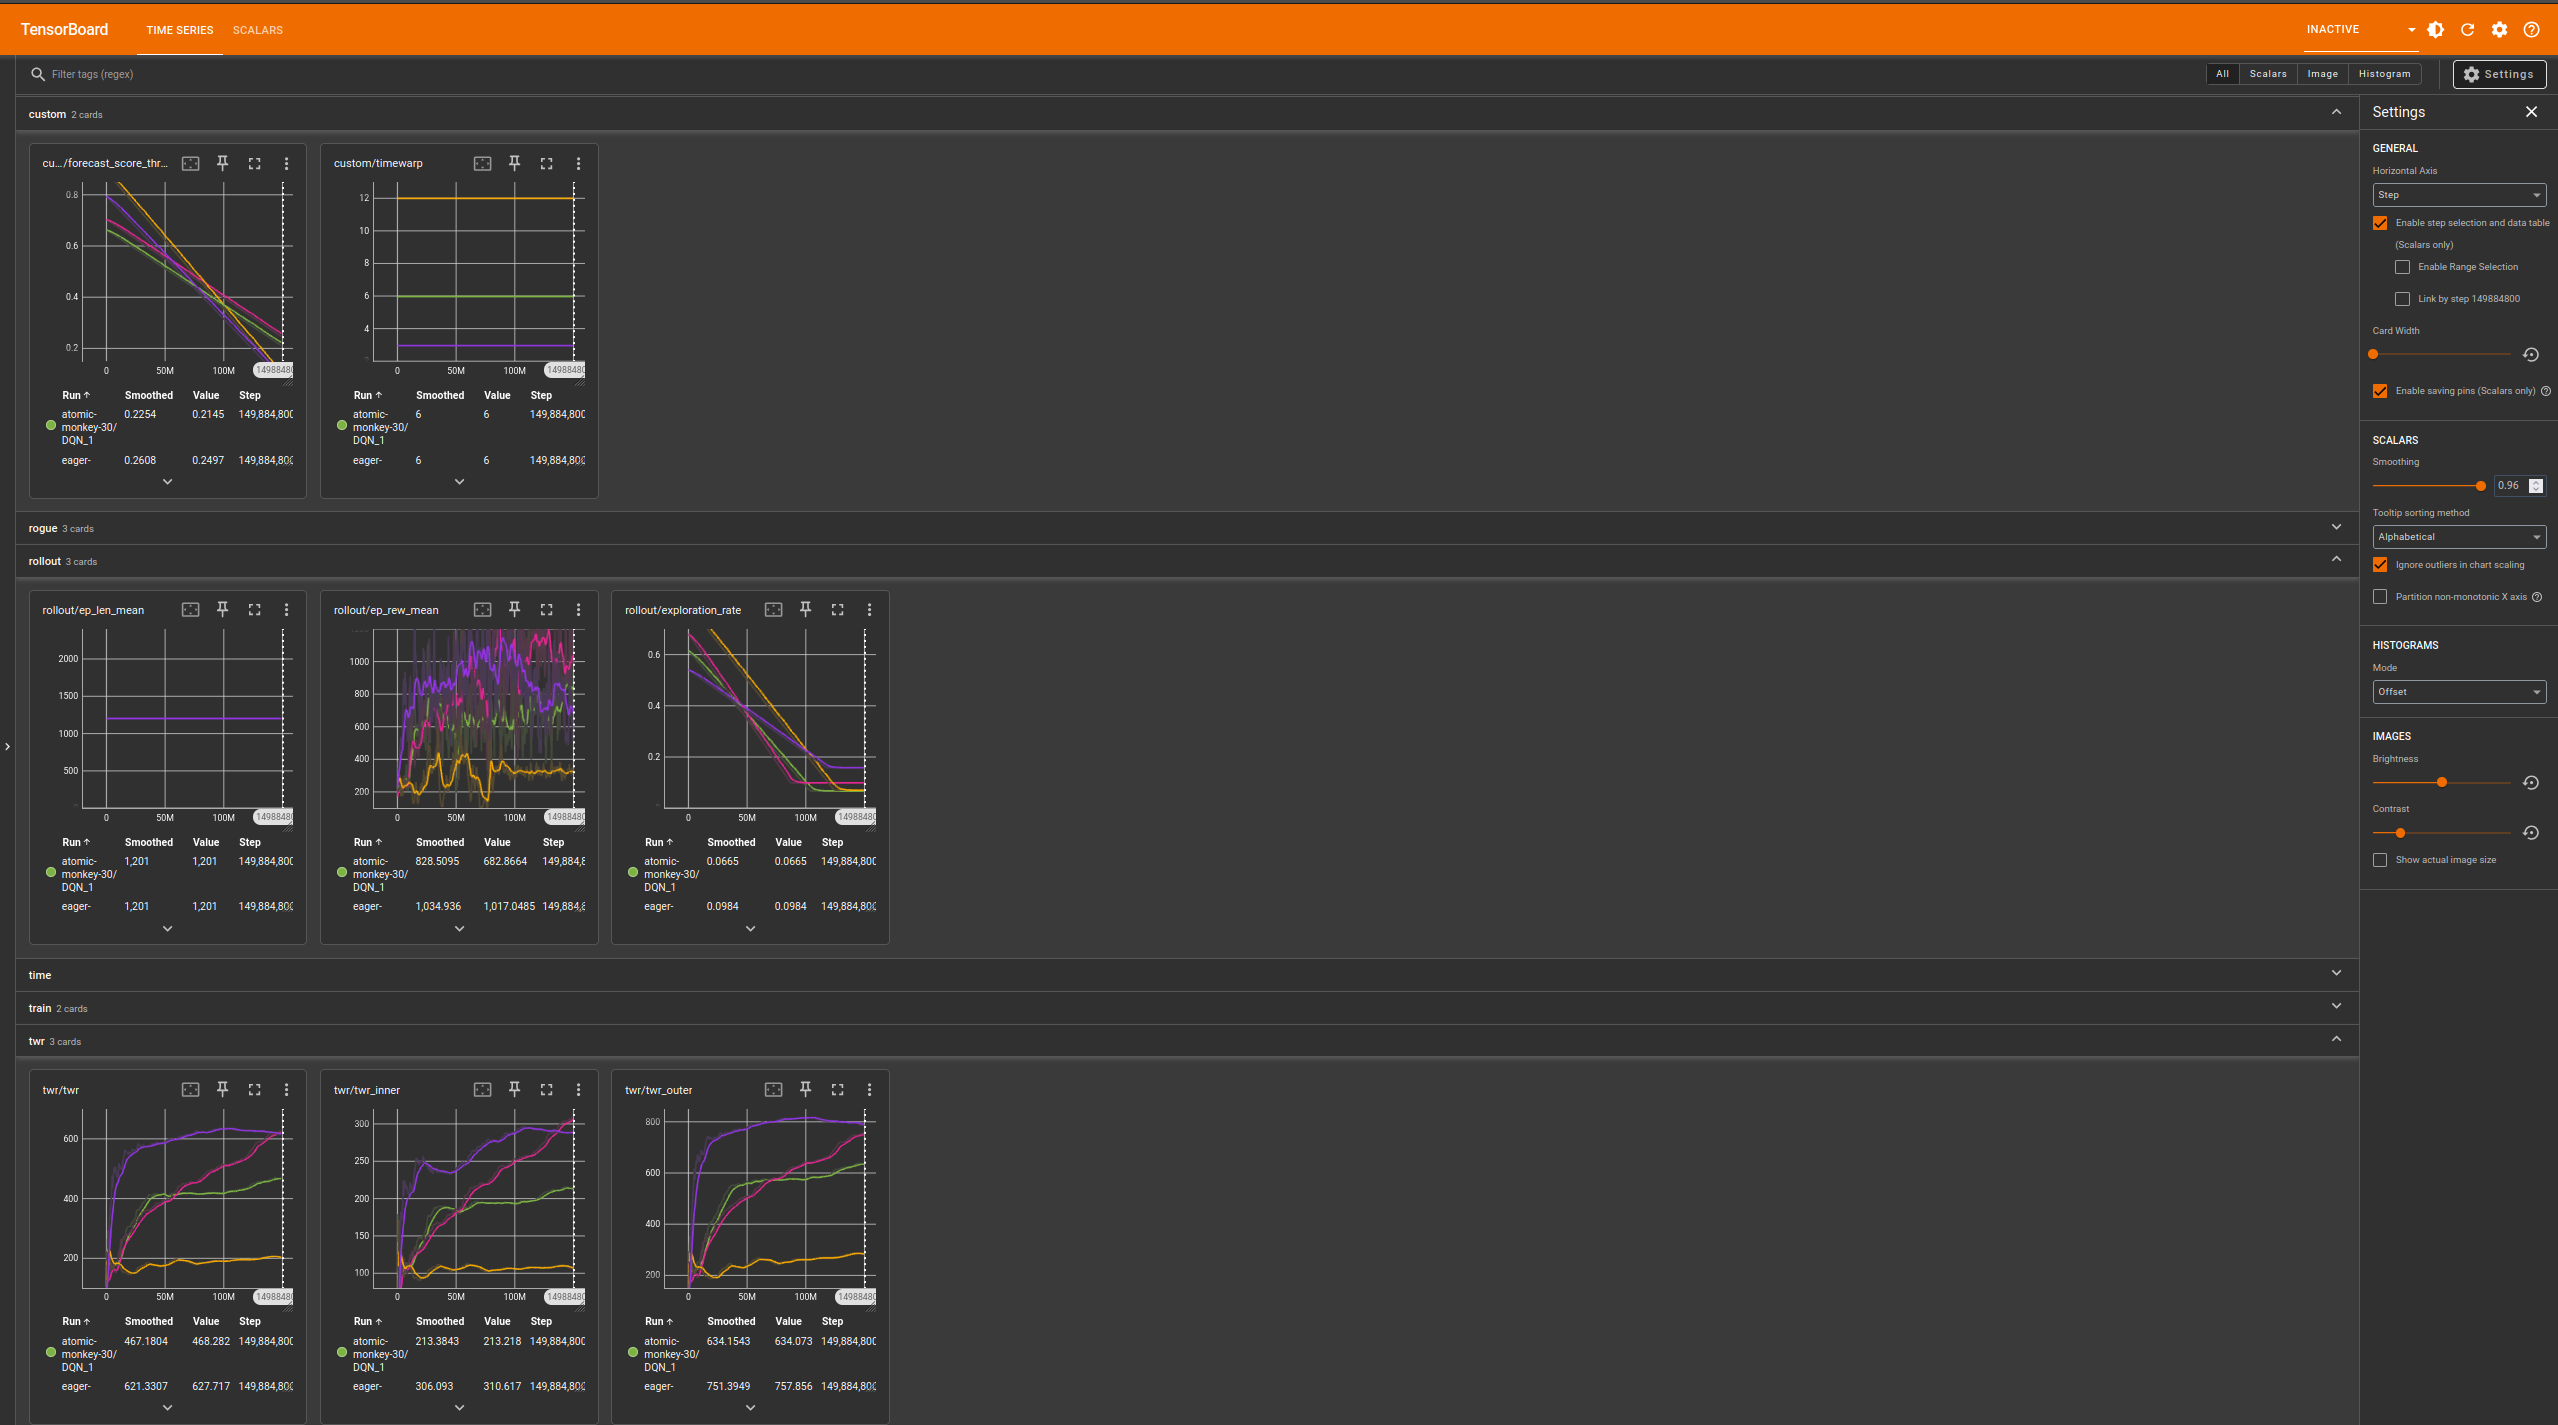 TensorBoard TIME SERIES SCALARS INACTIVE
Filter tags (regex) All Scalars Image Histogram Settings
custom 2 cards
cu.../forecast_score_thr...
0.8
0.6
0.4
0.2
0 50M 100M 14988480
Run ↑ Smoothed Value Step
atomic-monkey-30/DQN_1 0.2254 0.2145 149,884,800
eager- 0.2608 0.2497 149,884,800
custom/timewarp
12
10
8
6
4
0 50M 100M 14988480
Run ↑ Smoothed Value Step
atomic-monkey-30/DQN_1 6 6 149,884,800
eager- 6 6 149,884,800
rogue 3 cards
rollout 3 cards
rollout/ep_len_mean
2000
1500
1000
500
0 50M 100M 14988480
Run ↑ Smoothed Value Step
atomic-monkey-30/DQN_1 1,201 1,201 149,884,800
eager- 1,201 1,201 149,884,800
rollout/ep_rew_mean
1000
800
600
400
200
0 50M 100M 14988480
Run ↑ Smoothed Value Step
atomic-monkey-30/DQN_1 828.5095 682.8664 149,884,8
eager- 1,034.936 1,017.0485 149,884,8
rollout/exploration_rate
0.6
0.4
0.2
0 50M 100M 14988480
Run ↑ Smoothed Value Step
atomic-monkey-30/DQN_1 0.0665 0.0665 149,884,800
eager- 0.0984 0.0984 149,884,800
time
train 2 cards
twr 3 cards
twr/twr
600
400
200
0 50M 100M 14988480
Run ↑ Smoothed Value Step
atomic-monkey-30/DQN_1 467.1804 468.282 149,884,800
eager- 621.3307 627.717 149,884,800
twr/twr_inner
300
250
200
150
100
0 50M 100M 14988480
Run ↑ Smoothed Value Step
atomic-monkey-30/DQN_1 213.3843 213.218 149,884,800
eager- 306.093 310.617 149,884,800
twr/twr_outer
800
600
400
200
0 50M 100M 14988480
Run ↑ Smoothed Value Step
atomic-monkey-30/DQN_1 634.1543 634.073 149,884,800
eager- 751.3949 757.856 149,884,800
Settings
GENERAL
Horizontal Axis
Step
Enable step selection and data table
(Scalars only)
Enable Range Selection
Link by step 149884800
Card Width
Enable saving pins (Scalars only)
SCALARS
Smoothing
0.96
Tooltip sorting method
Alphabetical
Ignore outliers in chart scaling
Partition non-monotonic X axis
HISTOGRAMS
Mode
Offset
IMAGES
Brightness
Contrast
Show actual image size